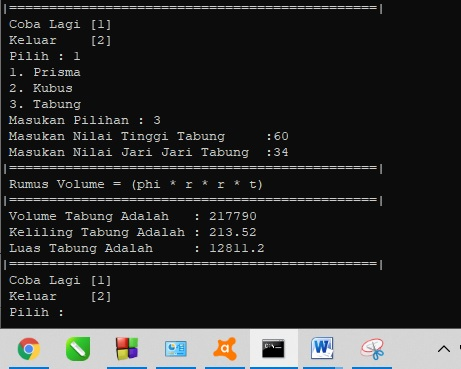 |==============================================|
Coba Lagi [1]
Keluar    [2]
Pilih : 1
1. Prisma
2. Kubus
3. Tabung
Masukan Pilihan : 3
Masukan Nilai Tinggi Tabung     :60
Masukan Nilai Jari Jari Tabung  :34
|==============================================|
Rumus Volume = (phi * r * r * t)
|==============================================|
Volume Tabung Adalah   : 217790
Keliling Tabung Adalah : 213.52
Luas Tabung Adalah     : 12811.2
|==============================================|
Coba Lagi [1]
Keluar    [2]
Pilih :